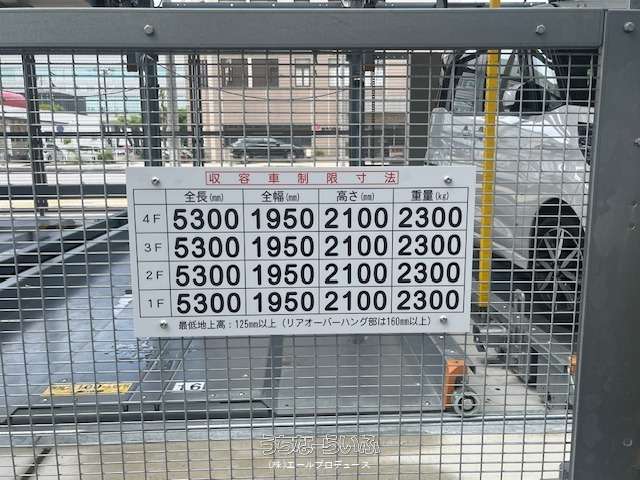 収容車制限寸法
全長(mm) 全幅(mm) 高さ(mm) 重量(kg)
4F 5300 1950 2100 2300
3F 5300 1950 2100 2300
2F 5300 1950 2100 2300
1F 5300 1950 2100 2300
最低地上高：125mm以上（リアオーバーハング部は160mm以上）
16
うちなーらいふ
(株)エールプロデュース